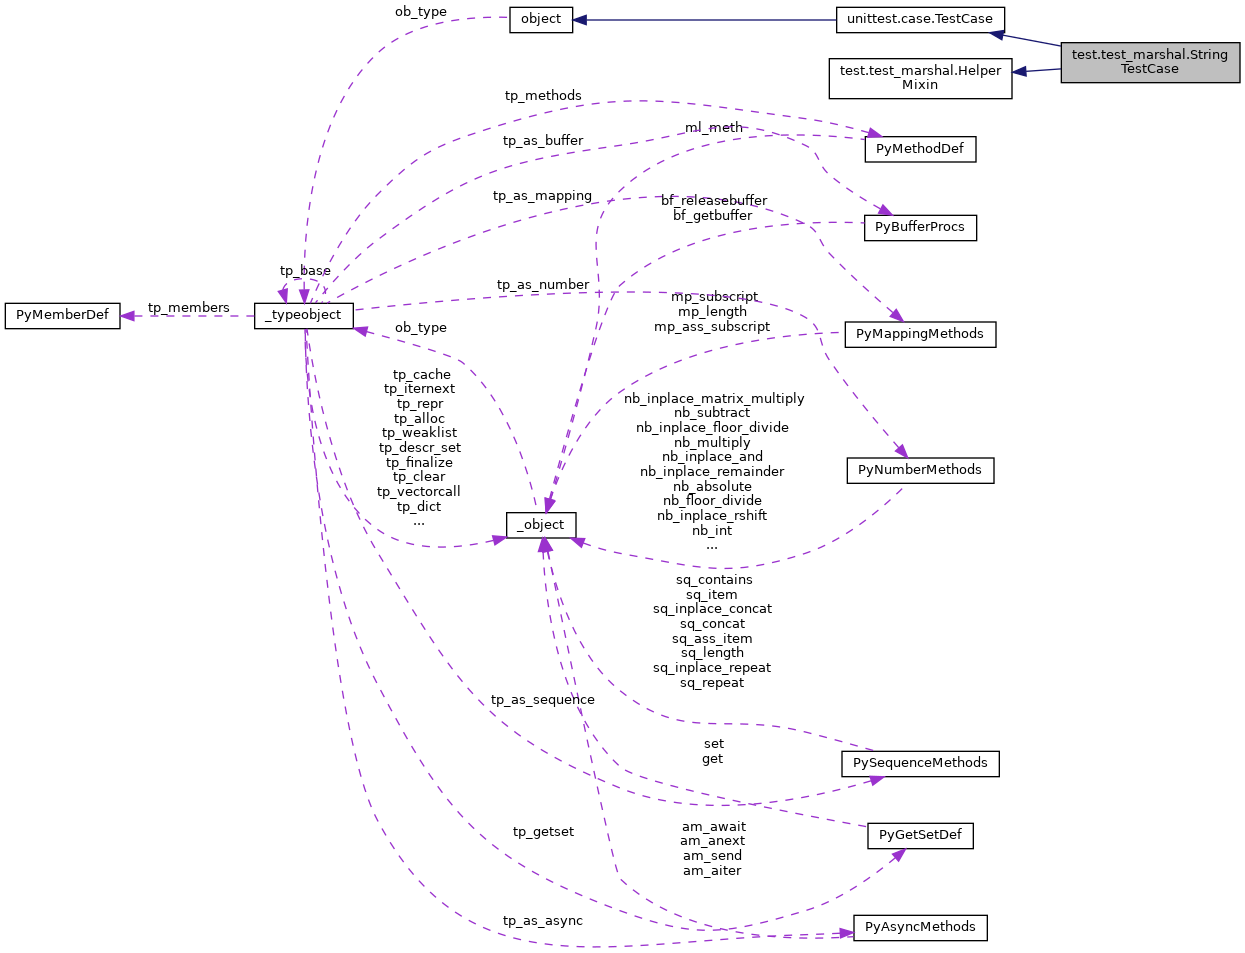 ob_type
object
unittest.case.TestCase
test.test_marshal.String
TestCase
test.test_marshal.Helper
Mixin
tp_methods
ml_meth
tp_as_buffer
PyMethodDef
tp_as_mapping
bf_releasebuffer
bf_getbuffer
PyBufferProcs
tp_base
tp_as_number
mp_subscript
mp_length
mp_ass_subscript
PyMemberDef
tp_members
_typeobject
ob_type
PyMappingMethods
tp_cache
tp_iternext
tp_repr
tp_alloc
tp_weaklist
tp_descr_set
tp_finalize
tp_clear
tp_vectorcall
tp_dict
...
nb_inplace_matrix_multiply
nb_subtract
nb_inplace_floor_divide
nb_multiply
nb_inplace_and
nb_inplace_remainder
nb_absolute
nb_floor_divide
nb_inplace_rshift
nb_int
...
PyNumberMethods
_object
sq_contains
sq_item
sq_inplace_concat
sq_concat
sq_ass_item
sq_length
sq_inplace_repeat
sq_repeat
tp_as_sequence
set
get
PySequenceMethods
tp_getset
am_await
am_anext
am_send
am_aiter
PyGetSetDef
tp_as_async
PyAsyncMethods